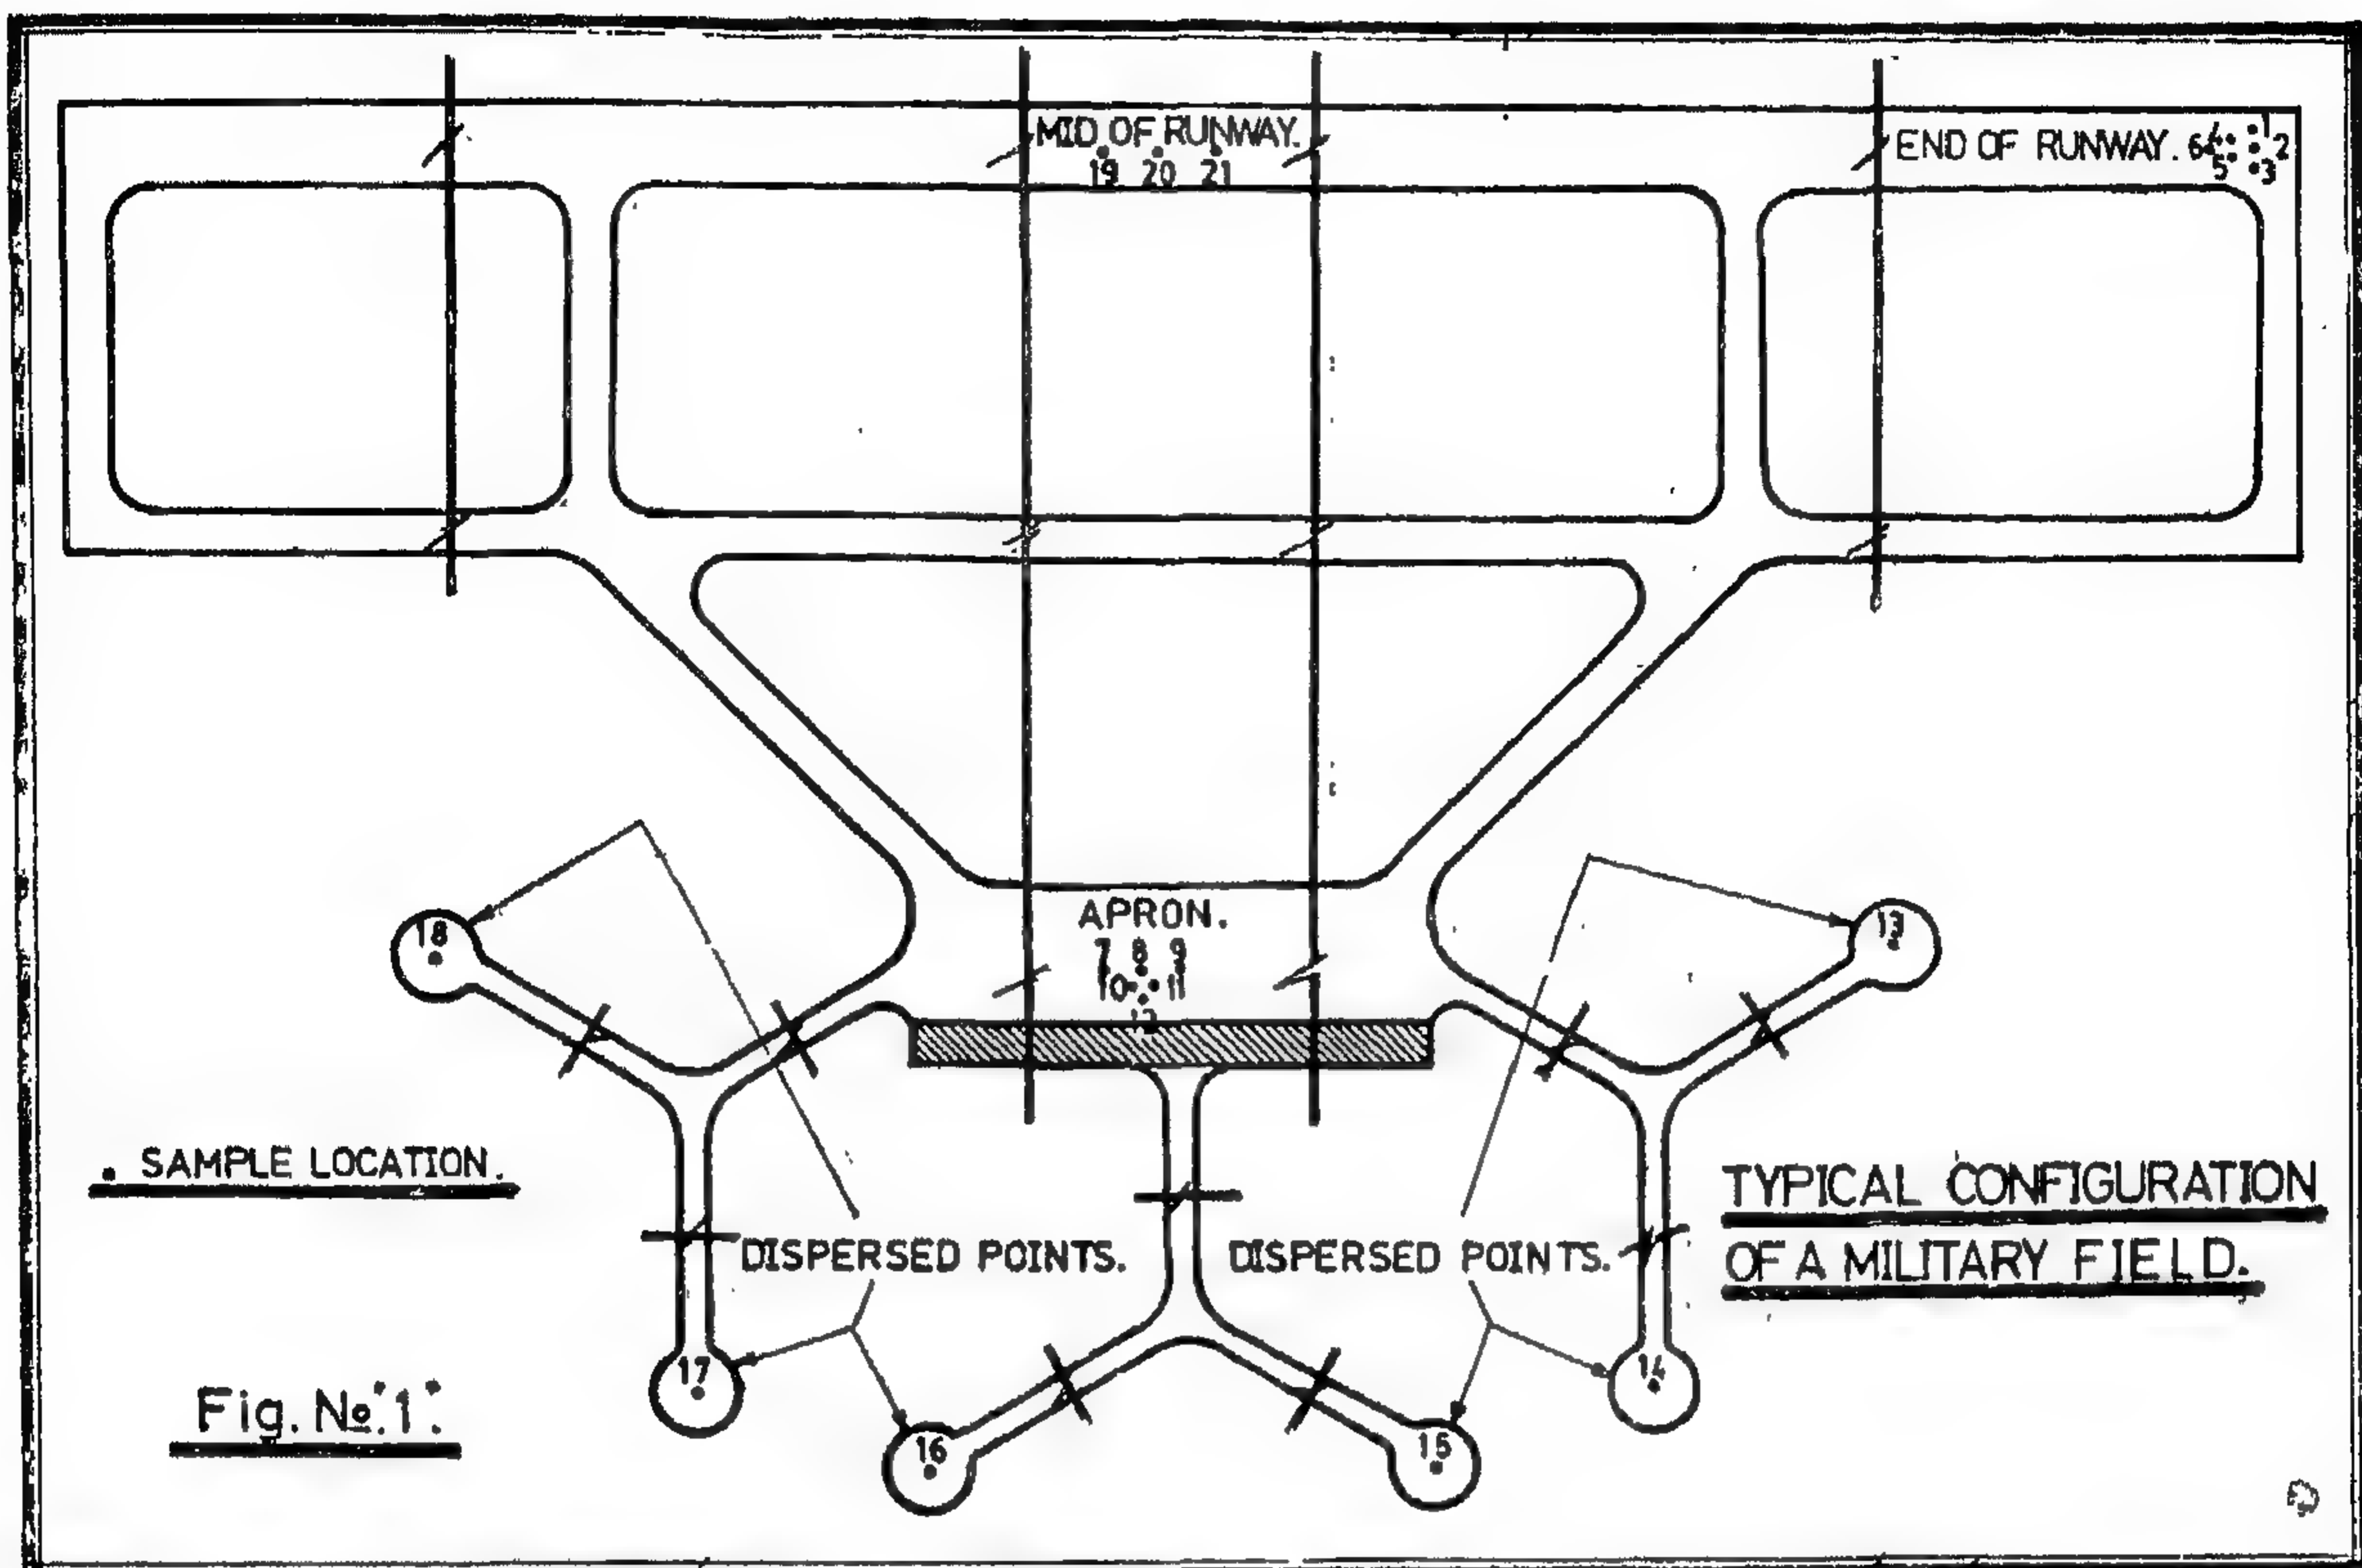 MID OF RUNWAY.
19 20 21
END OF RUNWAY.
6 4 1
2
5 3
APRON.
7 8 9
10 11
12
18
13
. SAMPLE LOCATION.
DISPERSED POINTS.
DISPERSED POINTS.
TYPICAL CONFIGURATION
OF A MILITARY FIELD.
17
14
Fig. No."1".
16
15